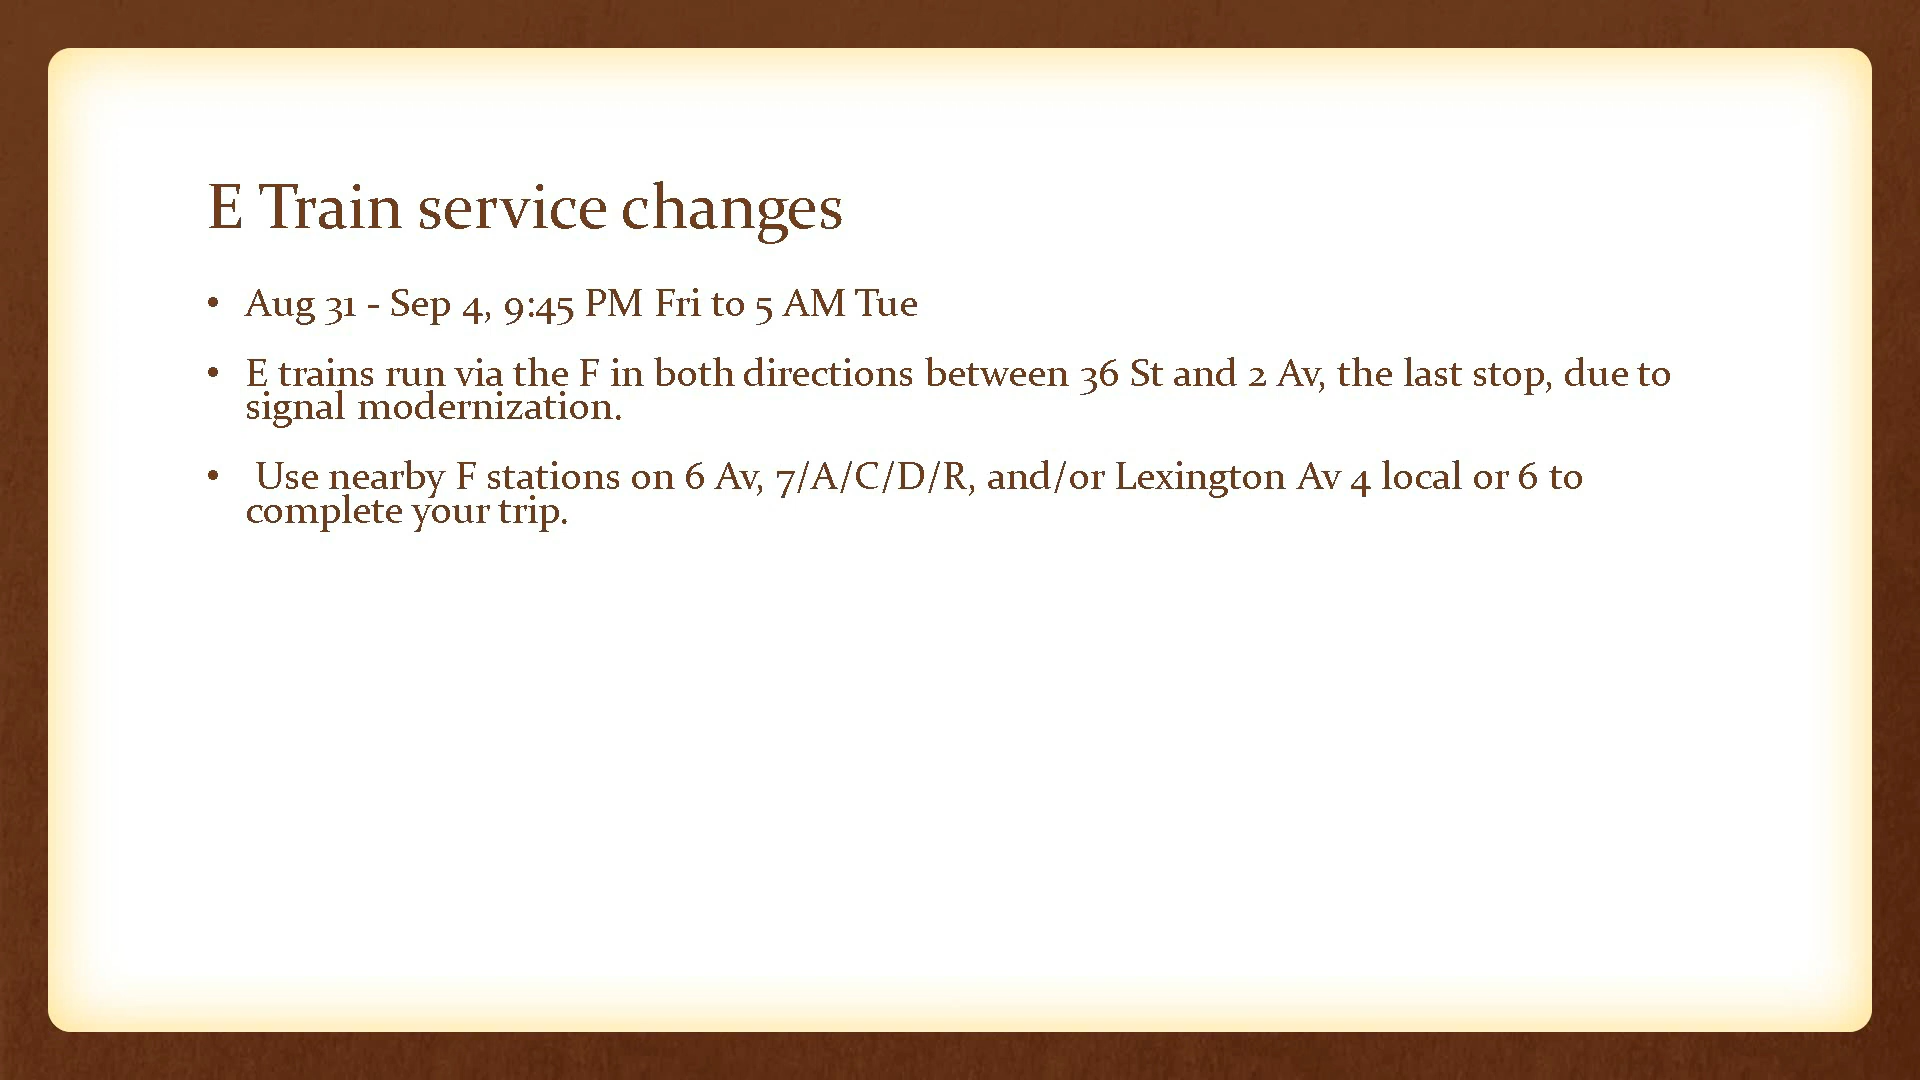 E Train service changes
• Aug 31 - Sep 4, 9:45 PM Fri to 5 AM Tue
• E trains run via the F in both directions between 36 St and 2 Av, the last stop, due to
signal modernization.
• Use nearby F stations on 6 Av, 7/A/C/D/R, and/or Lexington Av 4 local or 6 to
complete your trip.